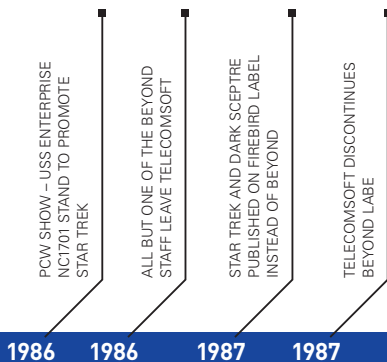 PCW SHOW – USS ENTERPRISE
NC1701 STAND TO PROMOTE
STAR TREK
ALL BUT ONE OF THE BEYOND
STAFF LEAVE TELECOMSOFT
STAR TREK AND DARK SCEPTRE
PUBLISHED ON FIREBIRD LABEL
INSTEAD OF BEYOND
TELECOMSOFT DISCONTINUES
BEYOND LABE
1986
1986
1987
1987